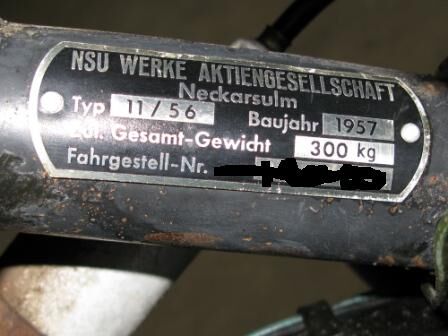 NSU WERKE AKTIENGESELLSCHAFT
Neckarsulm
Typ 11/56 Baujahr 1957
Zul. Gesamt-Gewicht 300 kg
Fahrgestell-Nr.